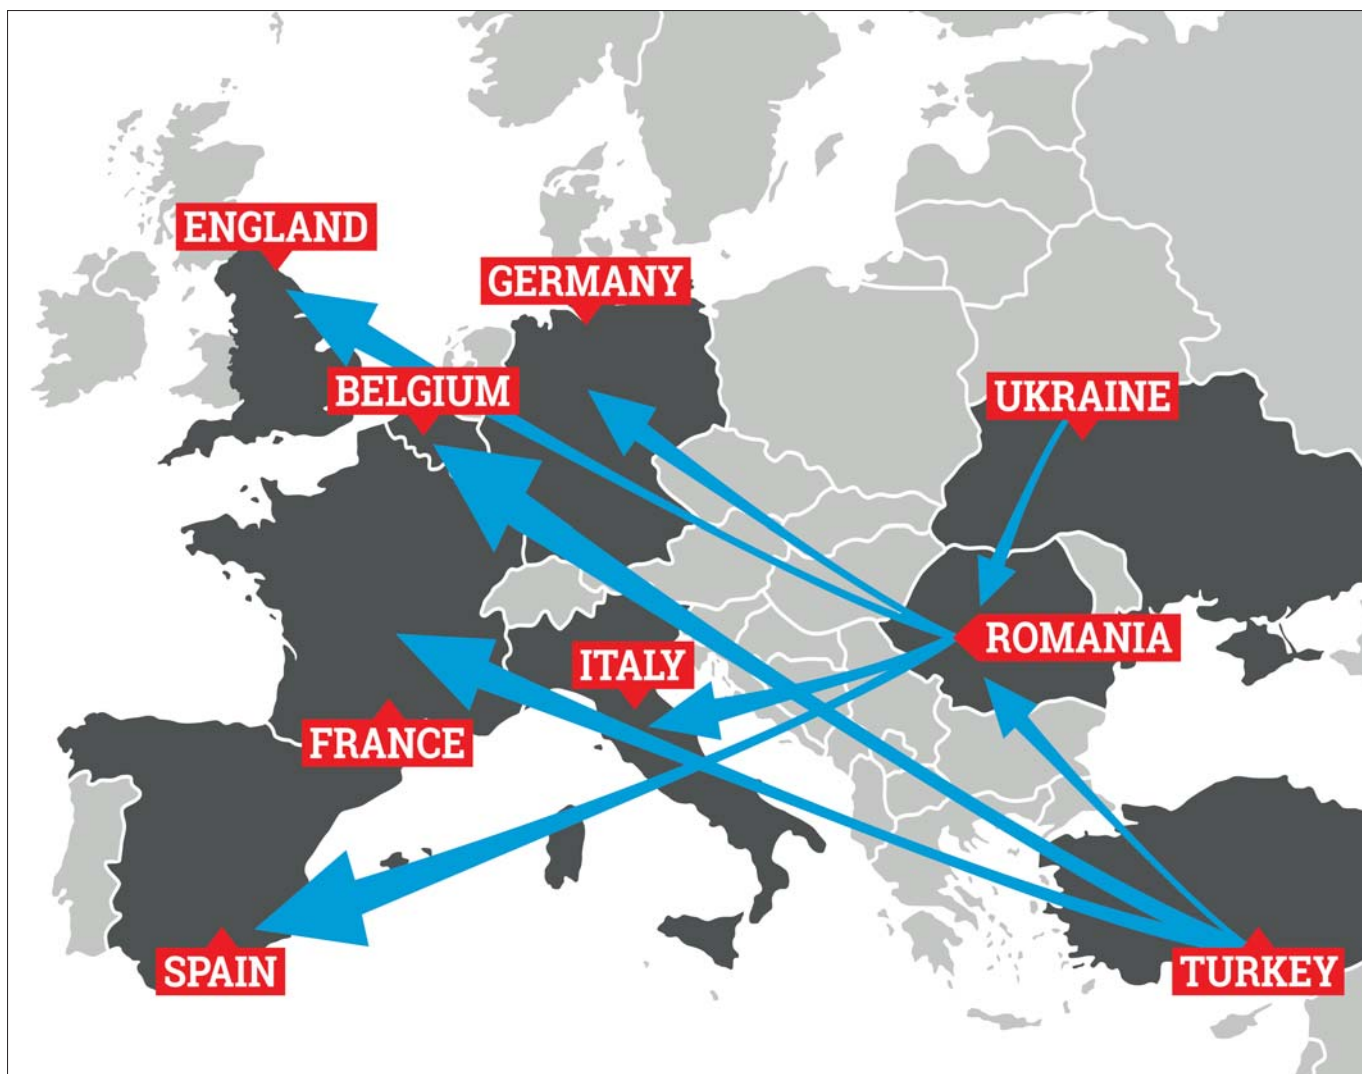 ENGLAND
GERMANY
BELGIUM
UKRAINE
ROMANIA
ITALY
FRANCE
SPAIN
TURKEY